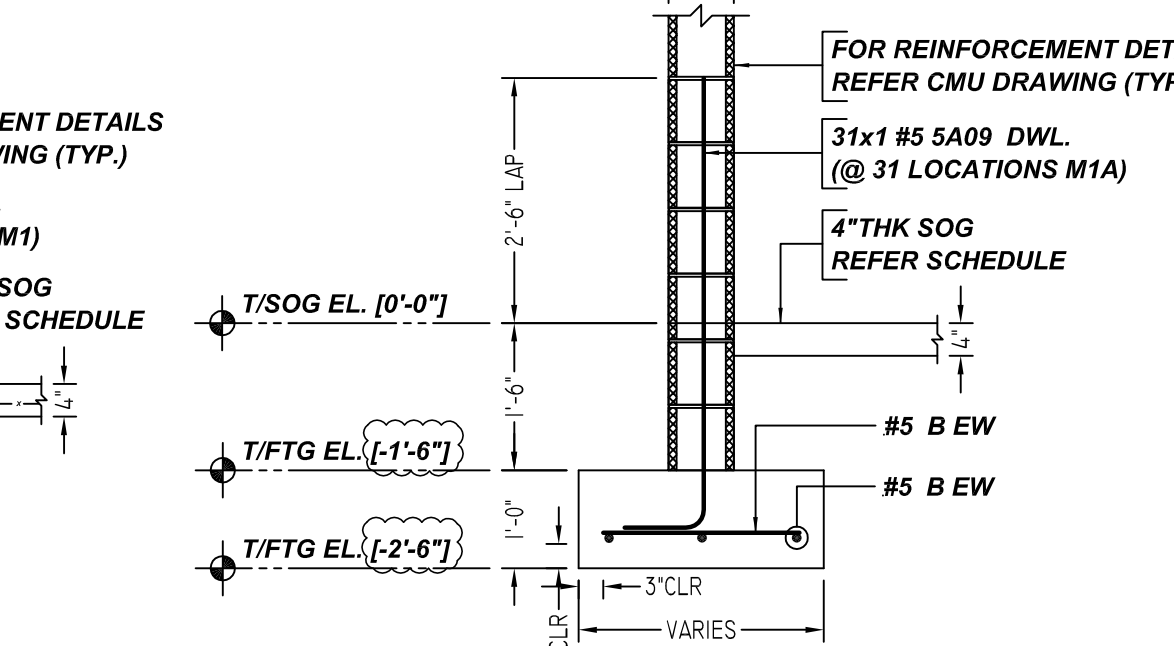 ENT DETAILS
ING (TYP.)
M1)
SOG
SCHEDULE
4"
T/SOG EL. [0'-0"]
T/FTG EL. [-1'-6"]
T/FTG EL. [-2'-6"]
2'-6" LAP
1'-6"
1'-0"
CLR
3"CLR
VARIES
FOR REINFORCEMENT DET
REFER CMU DRAWING (TYP
31x1 #5 5A09 DWL.
(@ 31 LOCATIONS M1A)
4"THK SOG
REFER SCHEDULE
4"
#5 B EW
#5 B EW